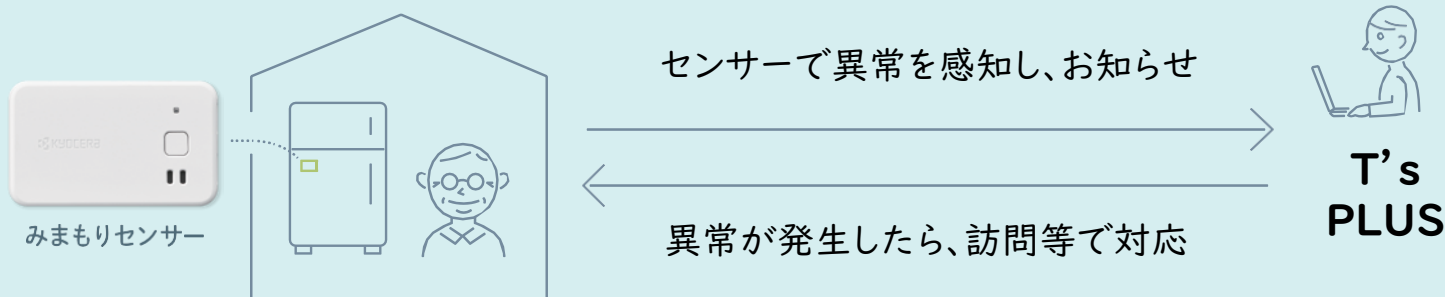 センサーで異常を感知し、お知らせ
KYOCERA
みまもりセンサー
異常が発生したら、訪問等で対応
T's
PLUS